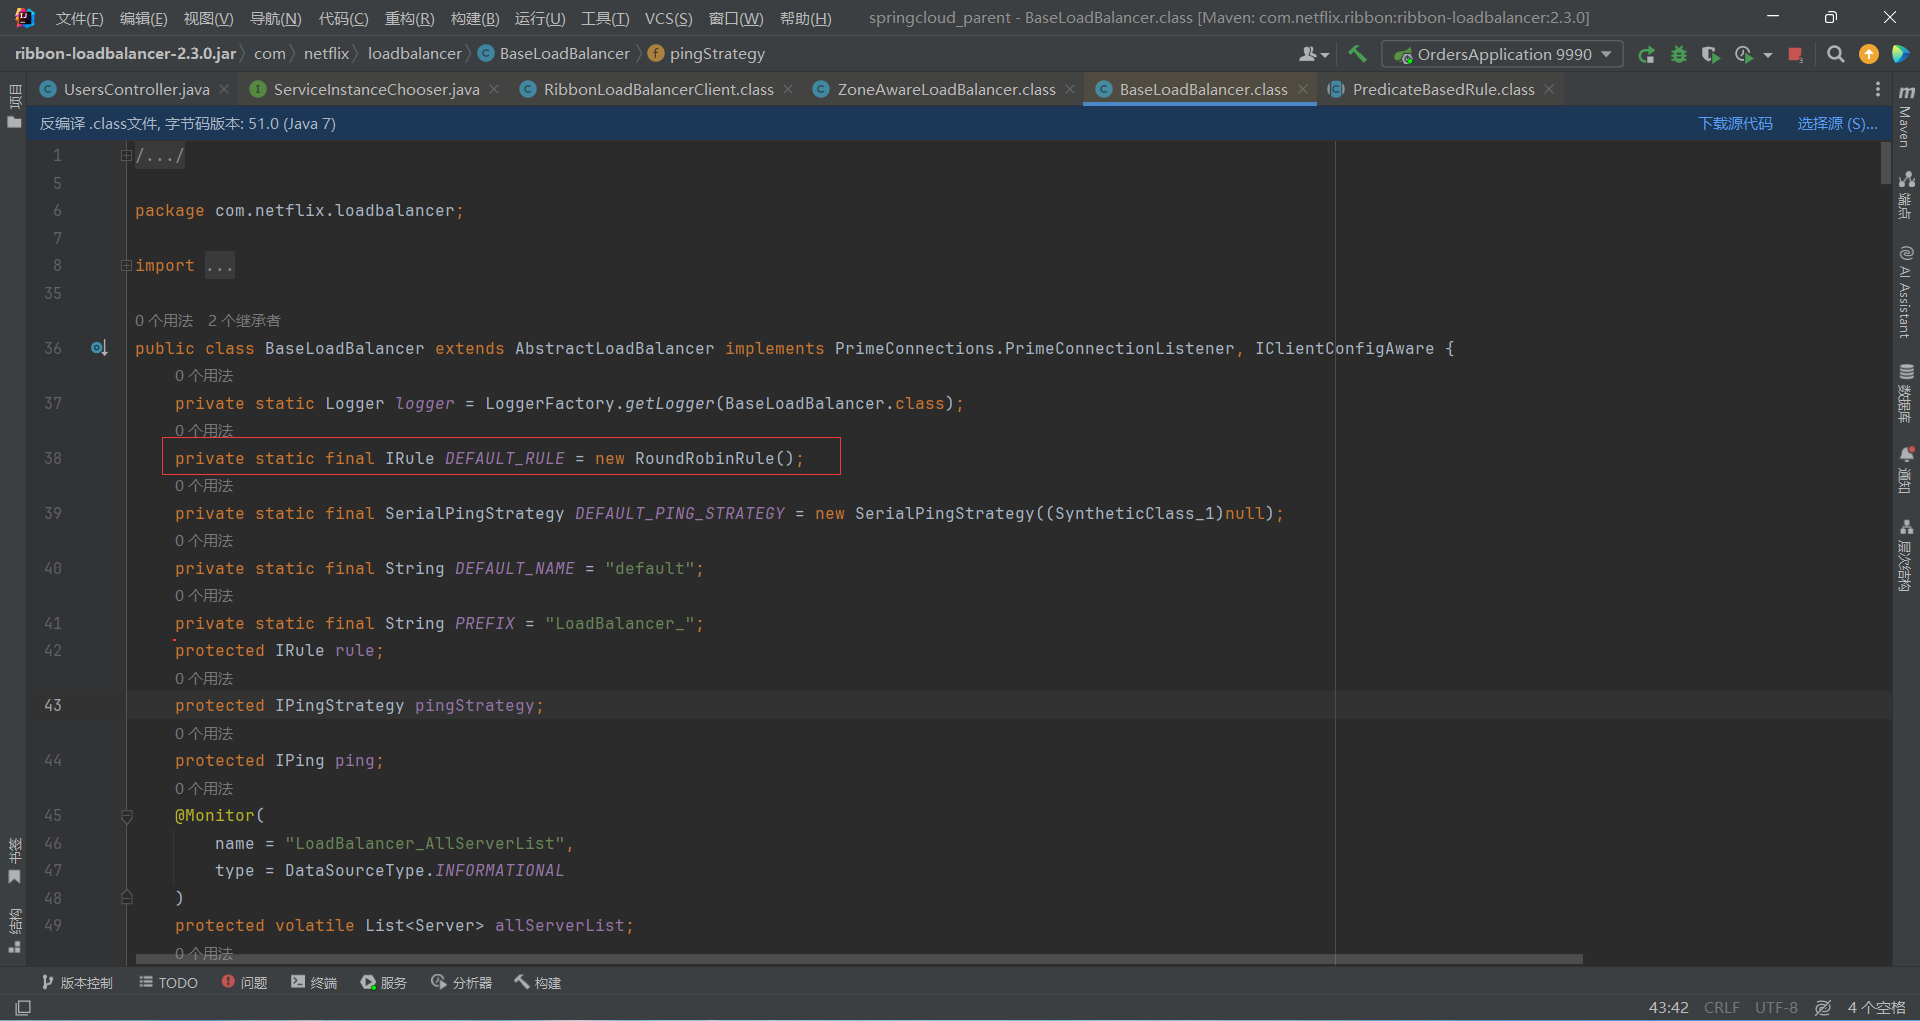 文件(F) 编辑(E) 视图(V) 导航(N) 代码(C) 重构(R) 构建(B) 运行(U) 工具(T) VCS(S) 窗口(W) 帮助(H) springcloud_parent - BaseLoadBalancer.class [Maven: com.netflix.ribbon:ribbon-loadbalancer:2.3.0]
ribbon-loadbalancer-2.3.0.jar com netflix loadbalancer BaseLoadBalancer pingStrategy OrdersApplication 9990
UsersController.java ServiceInstanceChooser.java RibbonLoadBalancerClient.class ZoneAwareLoadBalancer.class BaseLoadBalancer.class PredicateBasedRule.class
反编译 .class文件, 字节码版本: 51.0 (Java 7) 下载源代码 选择源 (S)...
1 /.../
5
6 package com.netflix.loadbalancer;
7
8 import ...
35
0 个用法 2 个继承者
36 public class BaseLoadBalancer extends AbstractLoadBalancer implements PrimeConnections.PrimeConnectionListener, IClientConfigAware {
0 个用法
37 private static Logger logger = LoggerFactory.getLogger(BaseLoadBalancer.class);
0 个用法
38 private static final IRule DEFAULT_RULE = new RoundRobinRule();
0 个用法
39 private static final SerialPingStrategy DEFAULT_PING_STRATEGY = new SerialPingStrategy((SyntheticClass_1)null);
0 个用法
40 private static final String DEFAULT_NAME = "default";
0 个用法
41 private static final String PREFIX = "LoadBalancer_";
42 protected IRule rule;
0 个用法
43 protected IPingStrategy pingStrategy;
0 个用法
44 protected IPing ping;
0 个用法
45 @Monitor(
46 name = "LoadBalancer_AllServerList",
47 type = DataSourceType.INFORMATIONAL
48 )
49 protected volatile List<Server> allServerList;
0 个用法
项目
书签
结构
Maven
端点
AI Assistant
数据库
通知
层次结构
版本控制 TODO 问题 终端 服务 分析器 构建
43:42 CRLF UTF-8 4 个空格